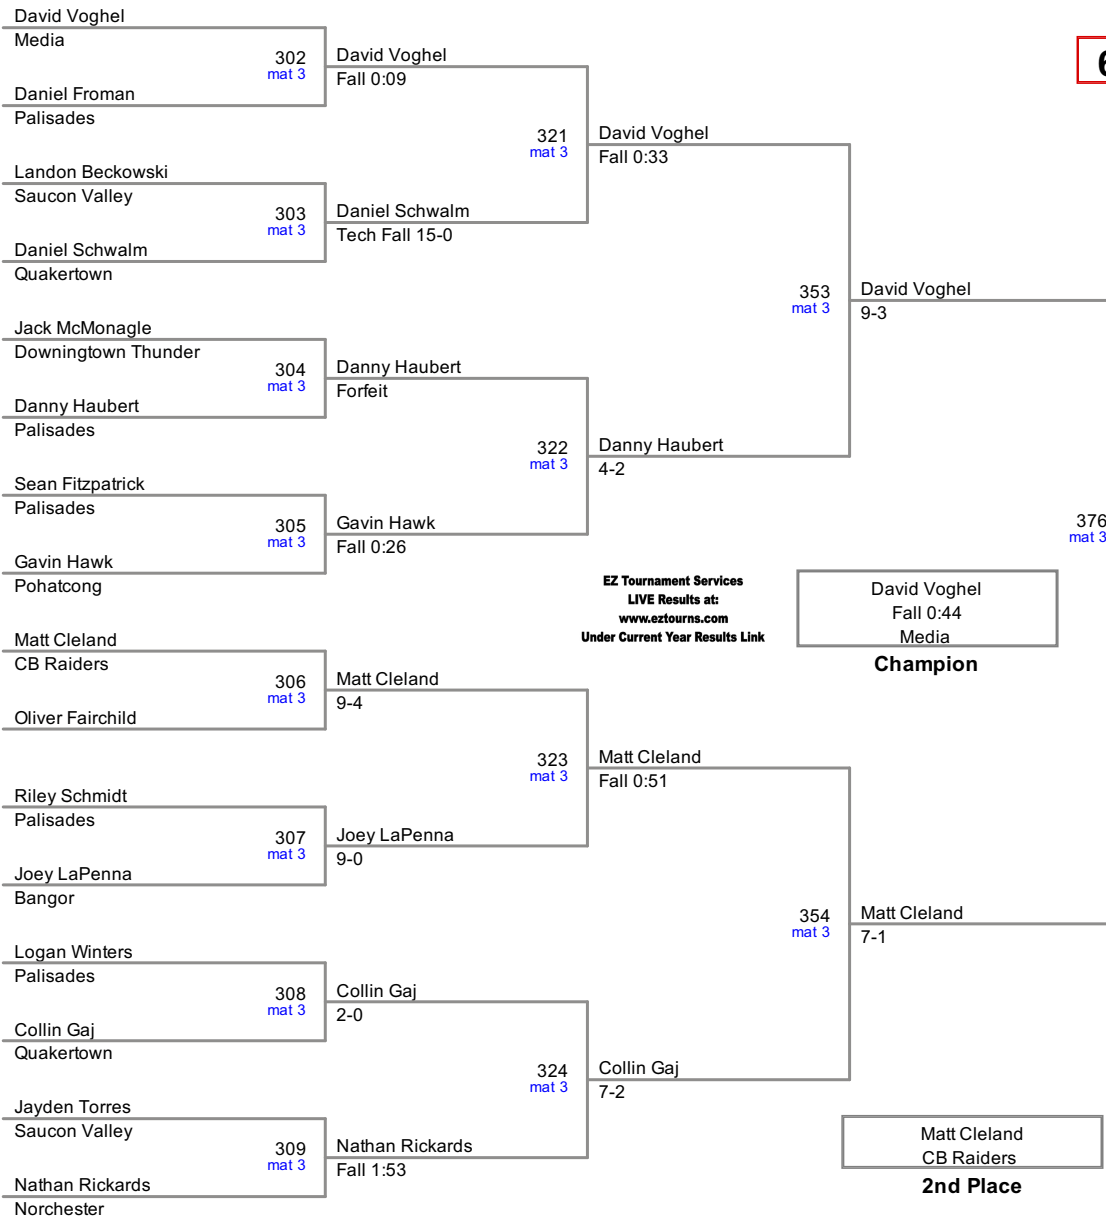 David Voghel
Media
302
mat 3
Daniel Froman
Palisades
David Voghel
Fall 0:09
Landon Beckowski
Saucon Valley
303
mat 3
Daniel Schwalm
Quakertown
Daniel Schwalm
Tech Fall 15-0
321
mat 3
David Voghel
Fall 0:33
Jack McMonagle
Downingtown Thunder
304
mat 3
Danny Haubert
Palisades
Danny Haubert
Forfeit
Sean Fitzpatrick
Palisades
305
mat 3
Gavin Hawk
Pohatcong
Gavin Hawk
Fall 0:26
322
mat 3
Danny Haubert
4-2
353
mat 3
David Voghel
9-3
Matt Cleland
CB Raiders
306
mat 3
Oliver Fairchild
Matt Cleland
9-4
Riley Schmidt
Palisades
307
mat 3
Joey LaPenna
Bangor
Joey LaPenna
9-0
323
mat 3
Matt Cleland
Fall 0:51
Logan Winters
Palisades
308
mat 3
Collin Gaj
Quakertown
Collin Gaj
2-0
Jayden Torres
Saucon Valley
309
mat 3
Nathan Rickards
Norchester
Nathan Rickards
Fall 1:53
324
mat 3
Collin Gaj
7-2
354
mat 3
Matt Cleland
7-1
376
mat 3
EZ Tournament Services
LIVE Results at:
www.eztourns.com
Under Current Year Results Link
David Voghel
Fall 0:44
Media
Champion
Matt Cleland
CB Raiders
2nd Place